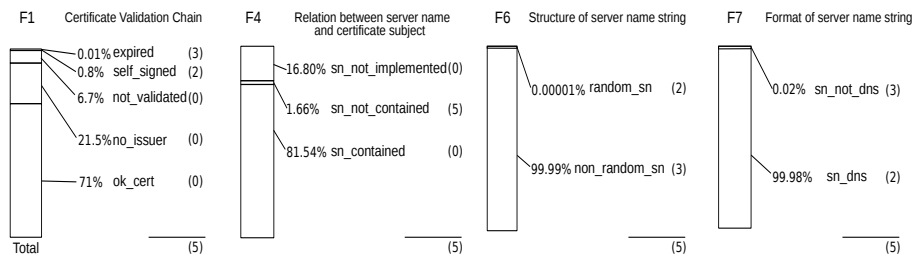 F1 Certificate Validation Chain
0.01% expired (3)
0.8% self_signed (2)
6.7% not_validated (0)
21.5% no_issuer (0)
71% ok_cert (0)
Total (5)
F4 Relation between server name
and certificate subject
16.80% sn_not_implemented (0)
1.66% sn_not_contained (5)
81.54% sn_contained (0)
(5)
F6 Structure of server name string
0.00001% random_sn (2)
99.99% non_random_sn (3)
(5)
F7 Format of server name string
0.02% sn_not_dns (3)
99.98% sn_dns (2)
(5)